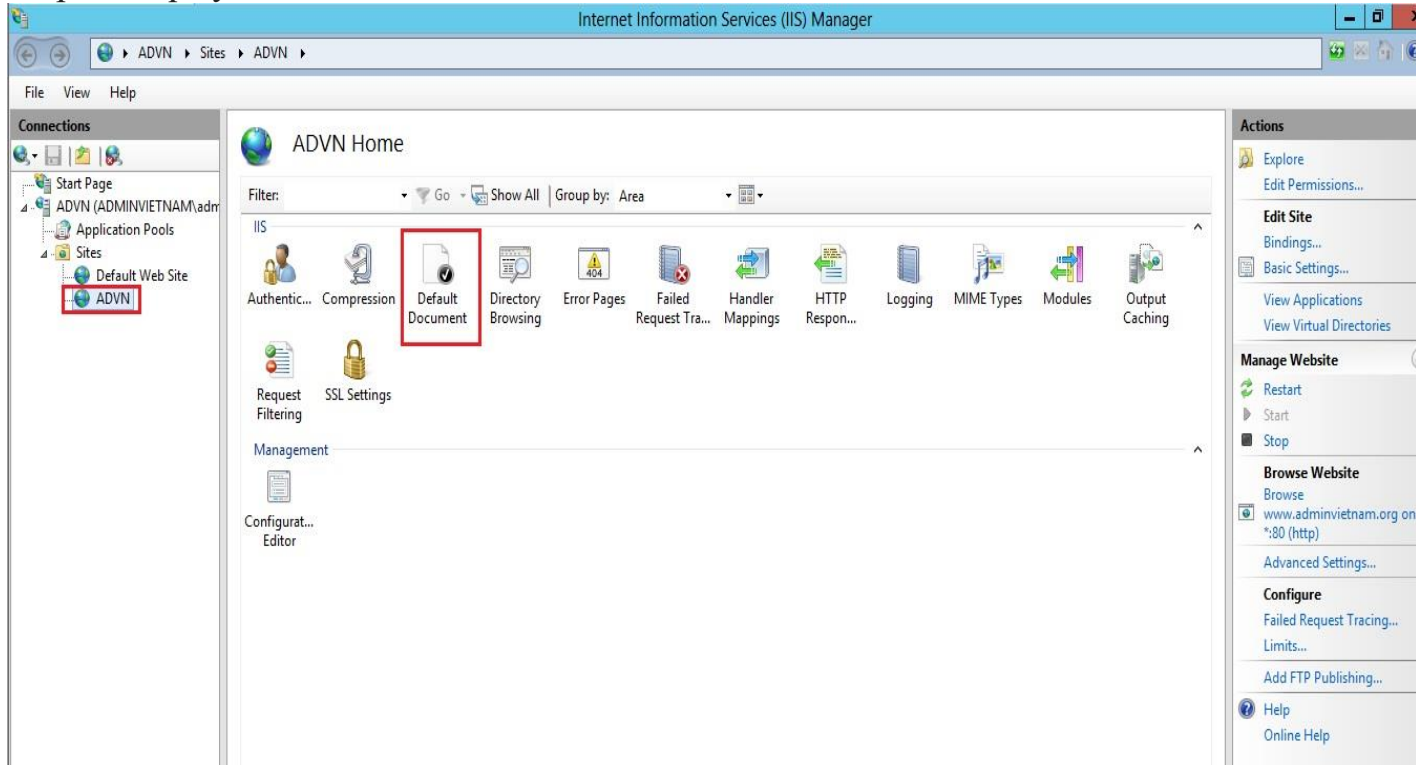 Internet Information Services (IIS) Manager
ADVN Sites ADVN
File View Help
Connections
Start Page
ADVN (ADMINVIETNAM\adm
Application Pools
Sites
Default Web Site
ADVN
ADVN Home
Filter: Go Show All Group by: Area
IIS
Authentic... Compression Default Directory Error Pages Failed Handler HTTP Logging MIME Types Modules Output
Document Browsing Request Tra... Mappings Respon... Caching
404
Request SSL Settings
Filtering
Management
Configurat...
Editor
Actions
Explore
Edit Permissions...
Edit Site
Bindings...
Basic Settings...
View Applications
View Virtual Directories
Manage Website
Restart
Start
Stop
Browse Website
Browse
www.adminvietnam.org on
*:80 (http)
Advanced Settings...
Configure
Failed Request Tracing...
Limits...
Add FTP Publishing...
Help
Online Help